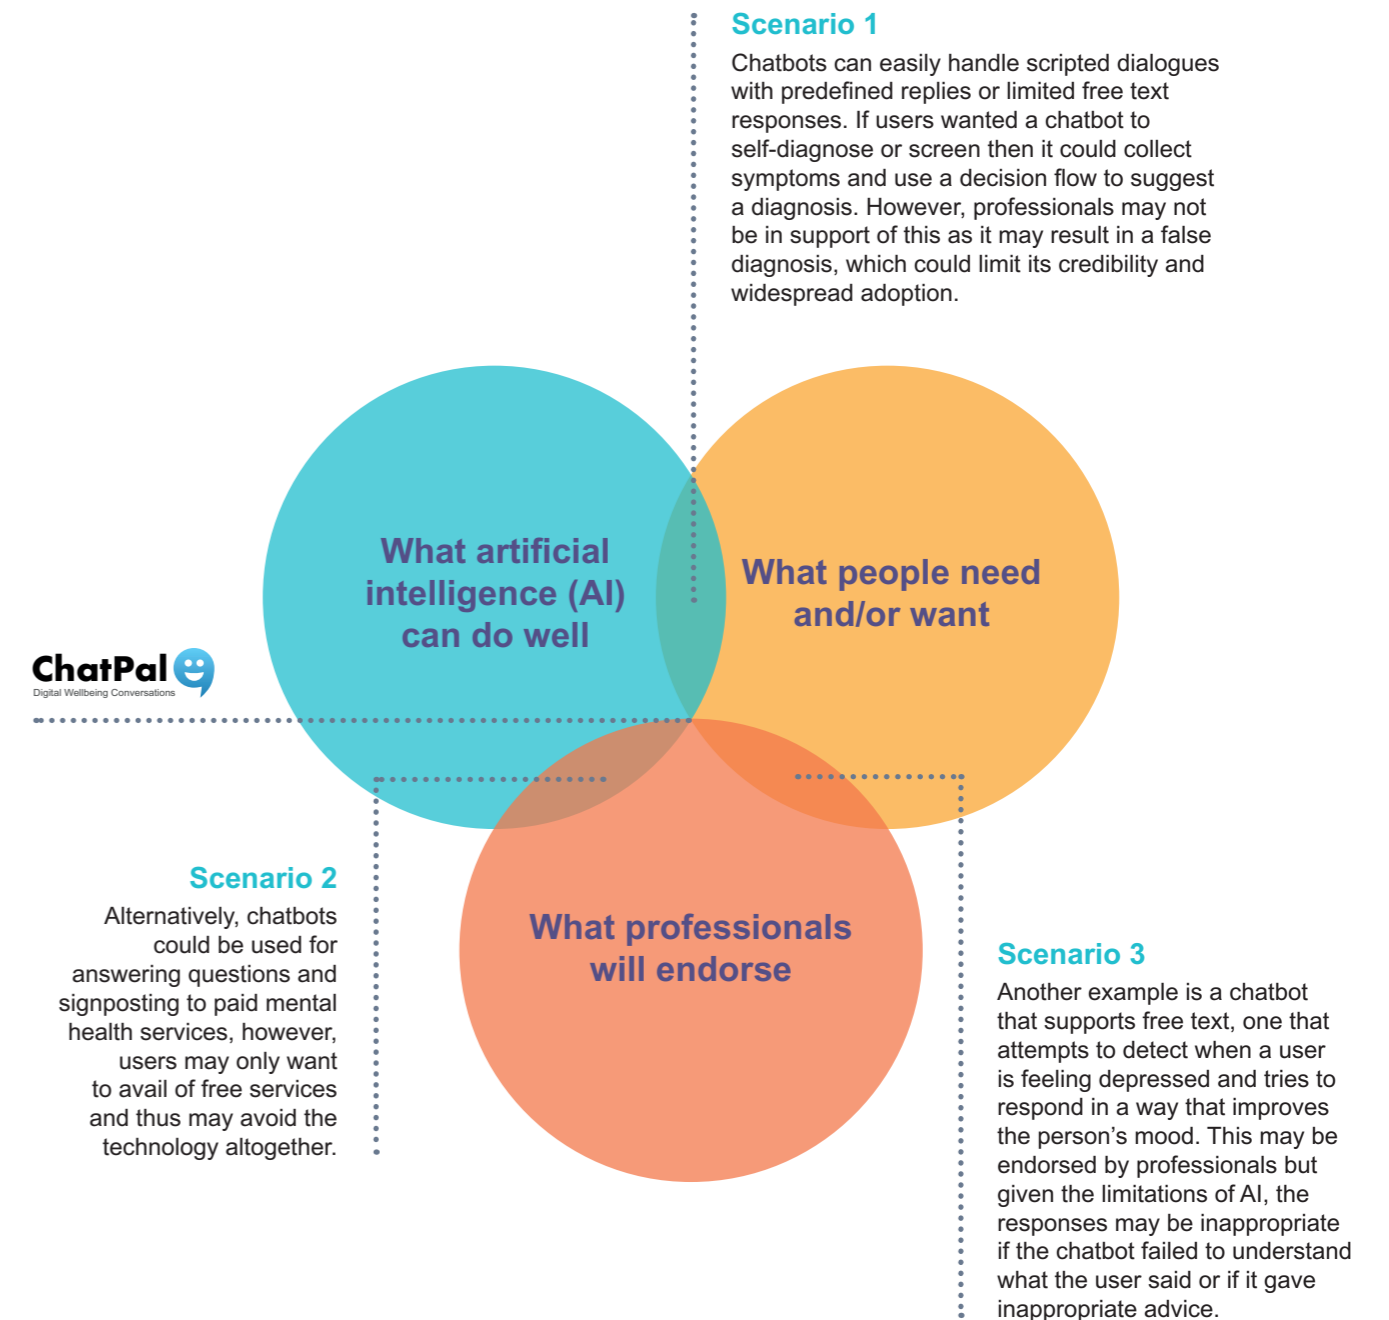 Scenario 1
Chatbots can easily handle scripted dialogues
with predefined replies or limited free text
responses. If users wanted a chatbot to
self-diagnose or screen then it could collect
symptoms and use a decision flow to suggest
a diagnosis. However, professionals may not
be in support of this as it may result in a false
diagnosis, which could limit its credibility and
widespread adoption.
What artificial
intelligence (AI)
can do well
What people need
and/or want
ChatPal
Digital Wellbeing Conversations
What professionals
will endorse
Scenario 2
Alternatively, chatbots
could be used for
answering questions and
signposting to paid mental
health services, however,
users may only want
to avail of free services
and thus may avoid the
technology altogether.
Scenario 3
Another example is a chatbot
that supports free text, one that
attempts to detect when a user
is feeling depressed and tries to
respond in a way that improves
the person's mood. This may be
endorsed by professionals but
given the limitations of AI, the
responses may be inappropriate
if the chatbot failed to understand
what the user said or if it gave
inappropriate advice.